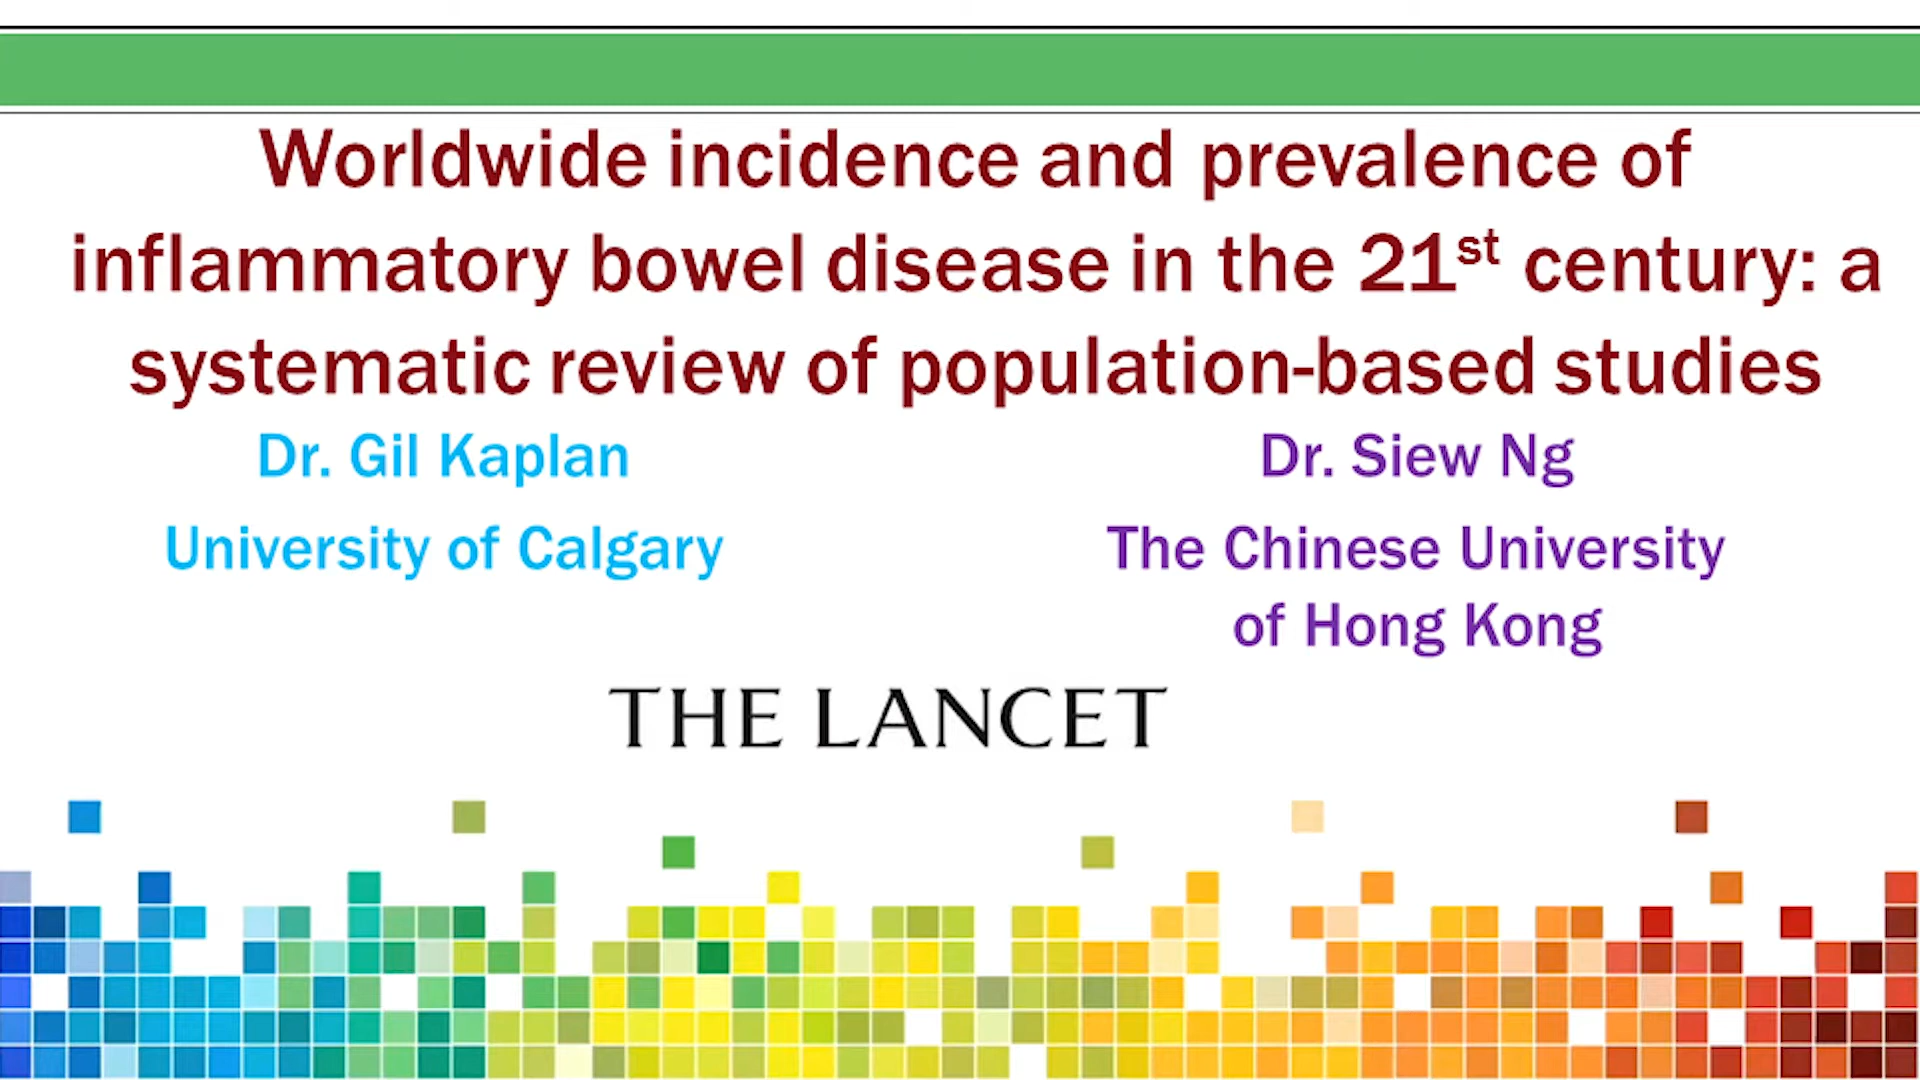 Worldwide incidence and prevalence of
inflammatory bowel disease in the 21st century: a
systematic review of population-based studies
Dr. Gil Kaplan
University of Calgary
Dr. Siew Ng
The Chinese University
of Hong Kong
THE LANCET